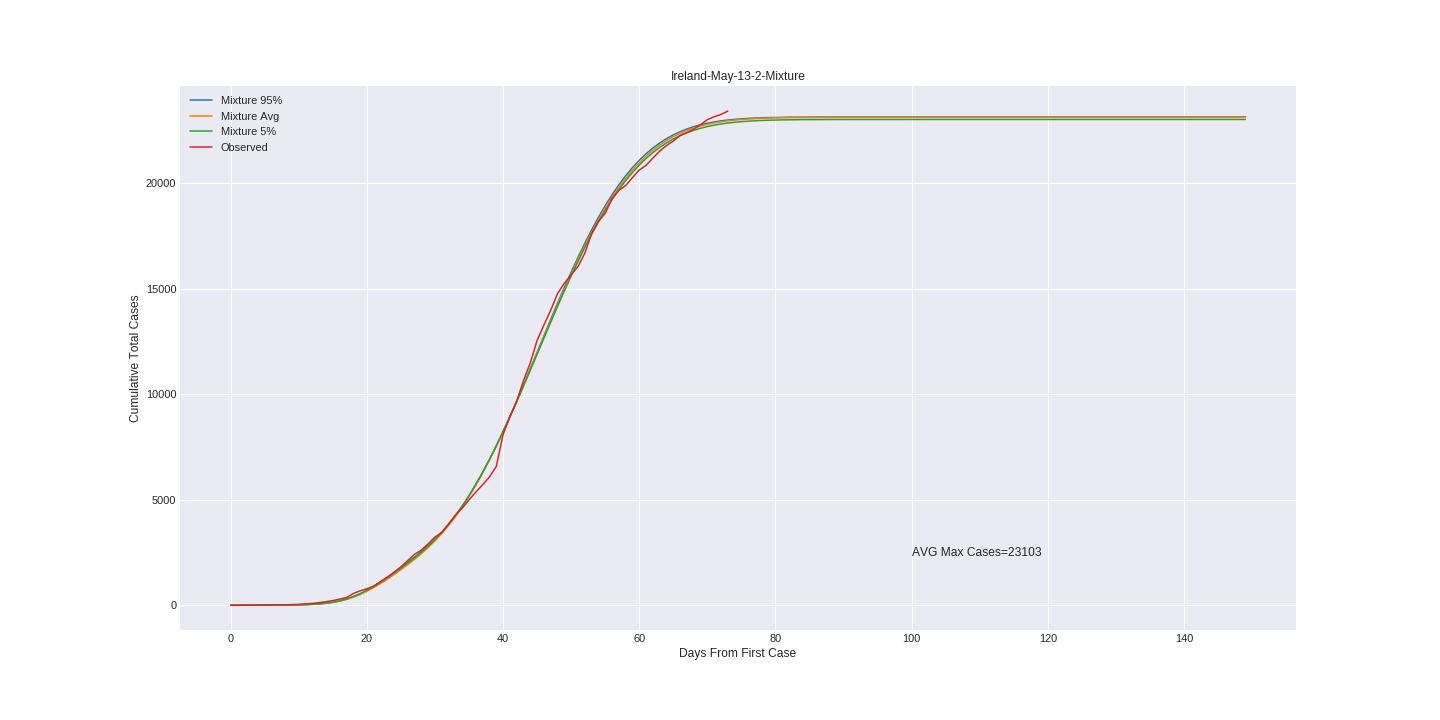 Ireland-May-13-2-Mixture
Mixture 95%
Mixture Avg
Mixture 5%
Observed
Cumulative Total Cases
20000
15000
10000
5000
0
AVG Max Cases=23103
0 20 40 60 80 100 120 140
Days From First Case